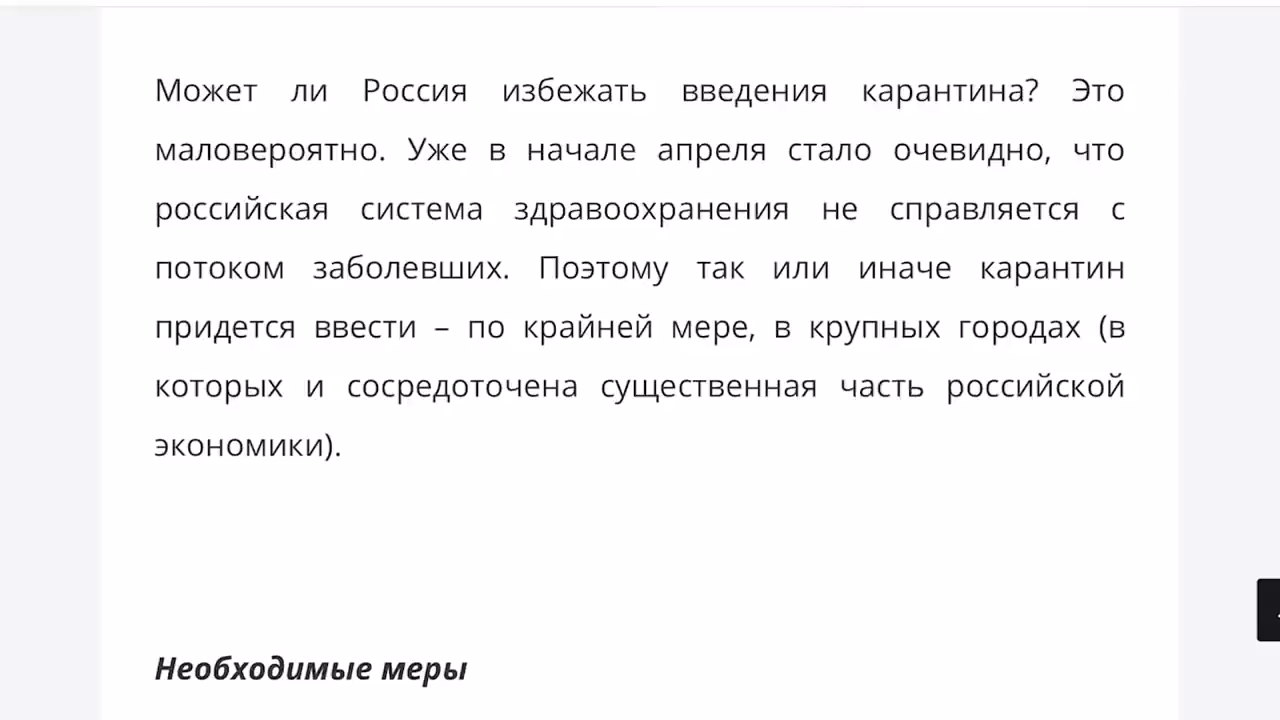 Может ли Россия избежать введения карантина? Это
маловероятно. Уже в начале апреля стало очевидно, что
российская система здравоохранения не справляется с
потоком заболевших. Поэтому так или иначе карантин
придется ввести – по крайней мере, в крупных городах (в
которых и сосредоточена существенная часть российской
экономики).
Необходимые меры